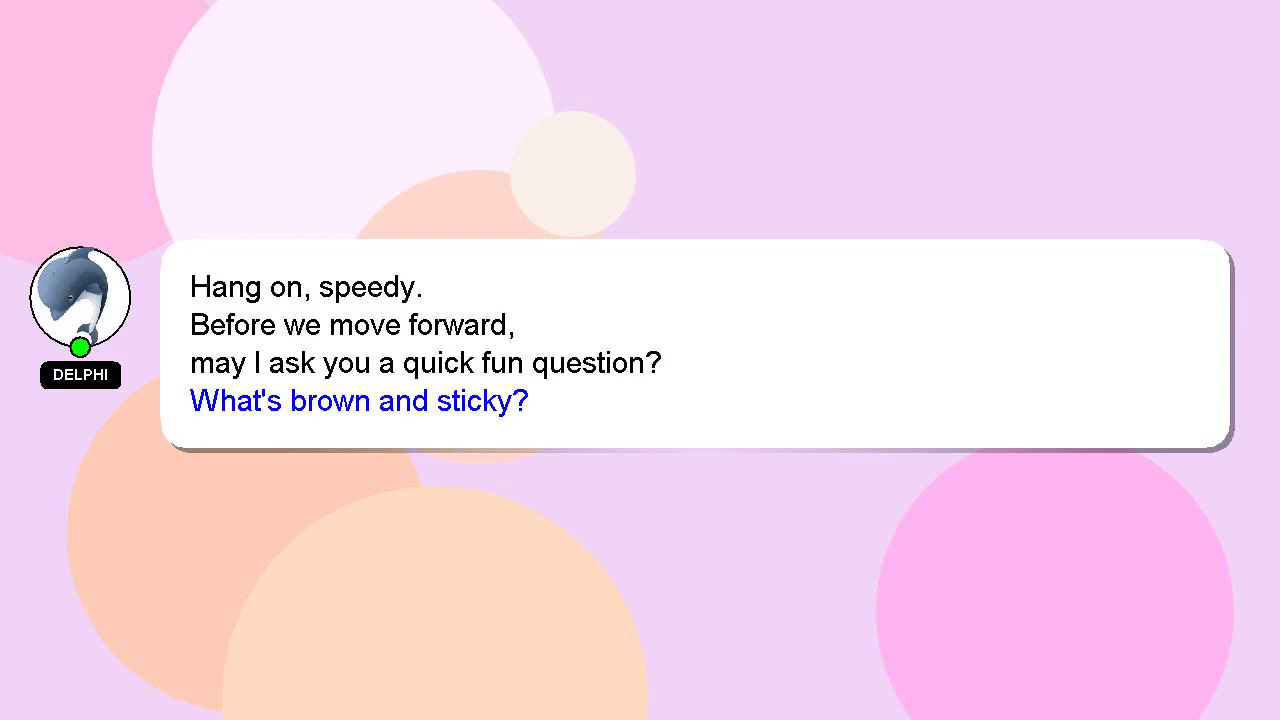 Hang on, speedy.
Before we move forward,
may I ask you a quick fun question?
What's brown and sticky?
DELPHI